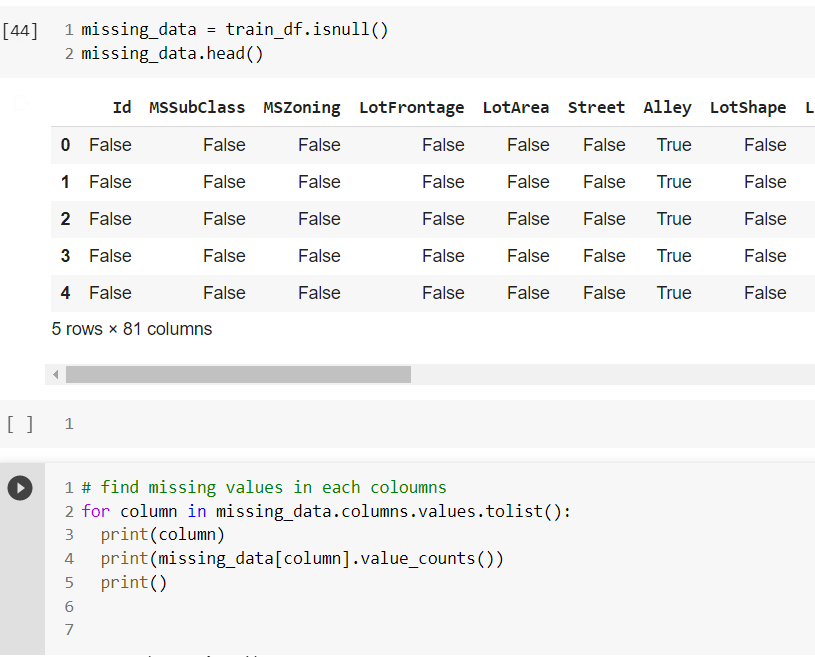 [44] 1 missing_data = train_df.isnull()
2 missing_data.head()
Id MSSubClass MSZoning LotFrontage LotArea Street Alley LotShape L
0 False False False False False False True False
1 False False False False False False True False
2 False False False False False False True False
3 False False False False False False True False
4 False False False False False False True False
5 rows × 81 columns
[ ] 1
1 # find missing values in each coloumns
2 for column in missing_data.columns.values.tolist():
3 print(column)
4 print(missing_data[column].value_counts())
5 print()
6
7